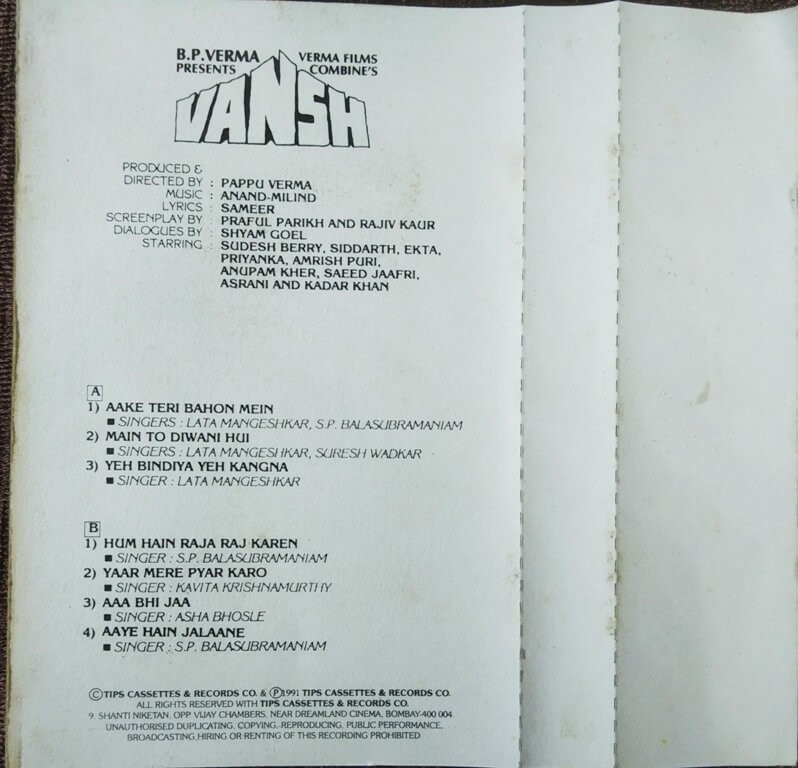 B.P.VERMA PRESENTS
VERMA FILMS COMBINE'S
VANSH
PRODUCED &
DIRECTED BY : PAPPU VERMA
MUSIC : ANAND-MILIND
LYRICS : SAMEER
SCREENPLAY BY : PRAFUL PARIKH AND RAJIV KAUR
DIALOGUES BY : SHYAM GOEL
STARRING : SUDESH BERRY, SIDDARTH, EKTA,
PRIYANKA, AMRISH PURI,
ANUPAM KHER, SAEED JAAFRI,
ASRANI AND KADAR KHAN
A
1) AAKE TERI BAHON MEIN
■ SINGERS : LATA MANGESHKAR, S.P. BALASUBRAMANIAM
2) MAIN TO DIWANI HUI
■ SINGERS : LATA MANGESHKAR, SURESH WADKAR
3) YEH BINDIYA YEH KANGNA
■ SINGER : LATA MANGESHKAR
B
1) HUM HAIN RAJA RAJ KAREN
■ SINGER : S.P. BALASUBRAMANIAM
2) YAAR MERE PYAR KARO
■ SINGER : KAVITA KRISHNAMURTHY
3) AAA BHI JAA
■ SINGER : ASHA BHOSLE
4) AAYE HAIN JALAANE
■ SINGER : S.P. BALASUBRAMANIAM
©TIPS CASSETTES & RECORDS CO. & ℗1991 TIPS CASSETTES & RECORDS CO.
ALL RIGHTS RESERVED WITH TIPS CASSETTES & RECORDS CO.
9, SHANTI NIKETAN, OPP. VIJAY CHAMBERS, NEAR DREAMLAND CINEMA, BOMBAY-400 004.
UNAUTHORISED DUPLICATING, COPYING, REPRODUCING, PUBLIC PERFORMANCE,
BROADCASTING,HIRING OR RENTING OF THIS RECORDING PROHIBITED.